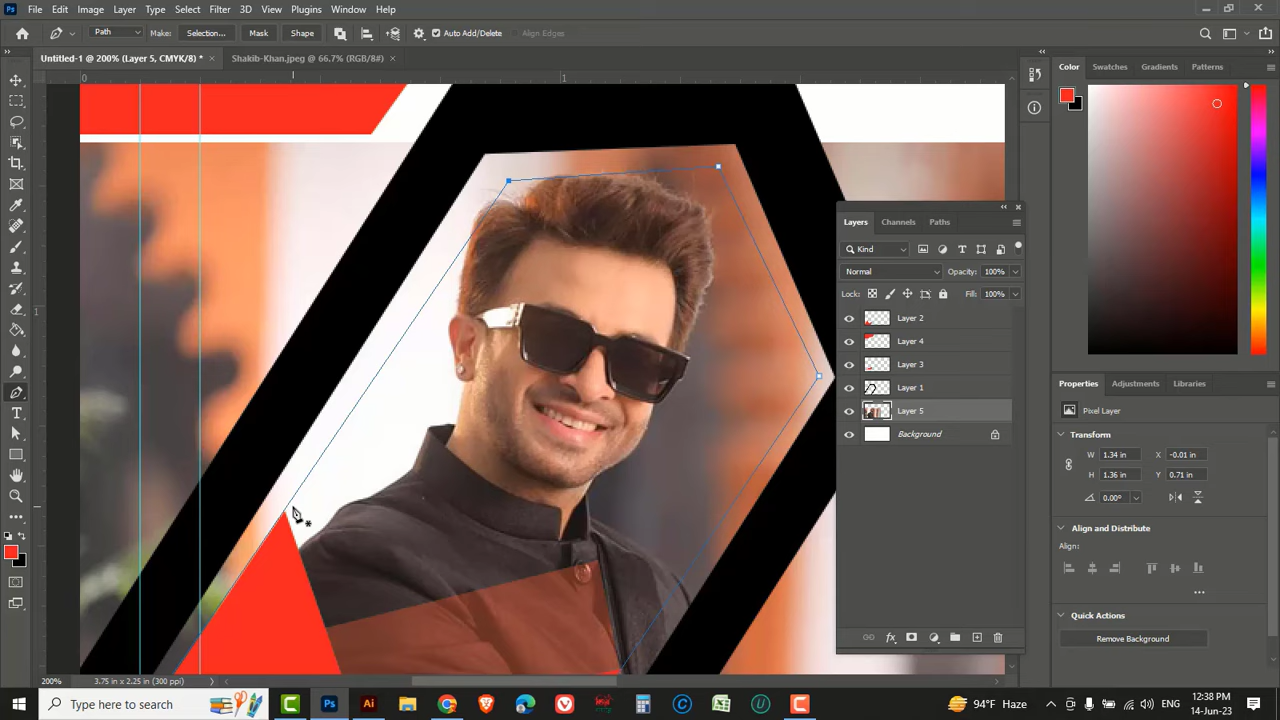 File Edit Image Layer Type Select Filter 3D View Plugins Window Help
Path Make: Selection... Mask Shape Auto Add/Delete Align Edges
Untitled-1 @ 200% (Layer 5, CMYK/8) * Shakib-Khan.jpeg @ 66.7% (RGB/8#)
0 1
1
Color Swatches Gradients Patterns
Layers Channels Paths
Kind
Normal Opacity: 100%
Lock: Fill: 100%
Layer 2
Layer 4
Layer 3
Layer 1
Layer 5
Background
Properties Adjustments Libraries
Pixel Layer
Transform
W 1.34 in X -0.01 in
H 1.36 in Y 0.71 in
0.00°
Align and Distribute
Align:
Quick Actions
Remove Background
200% 3.75 in x 2.25 in (300 ppi)
Type here to search
94°F Haze ENG 12:38 PM
14-Jun-23